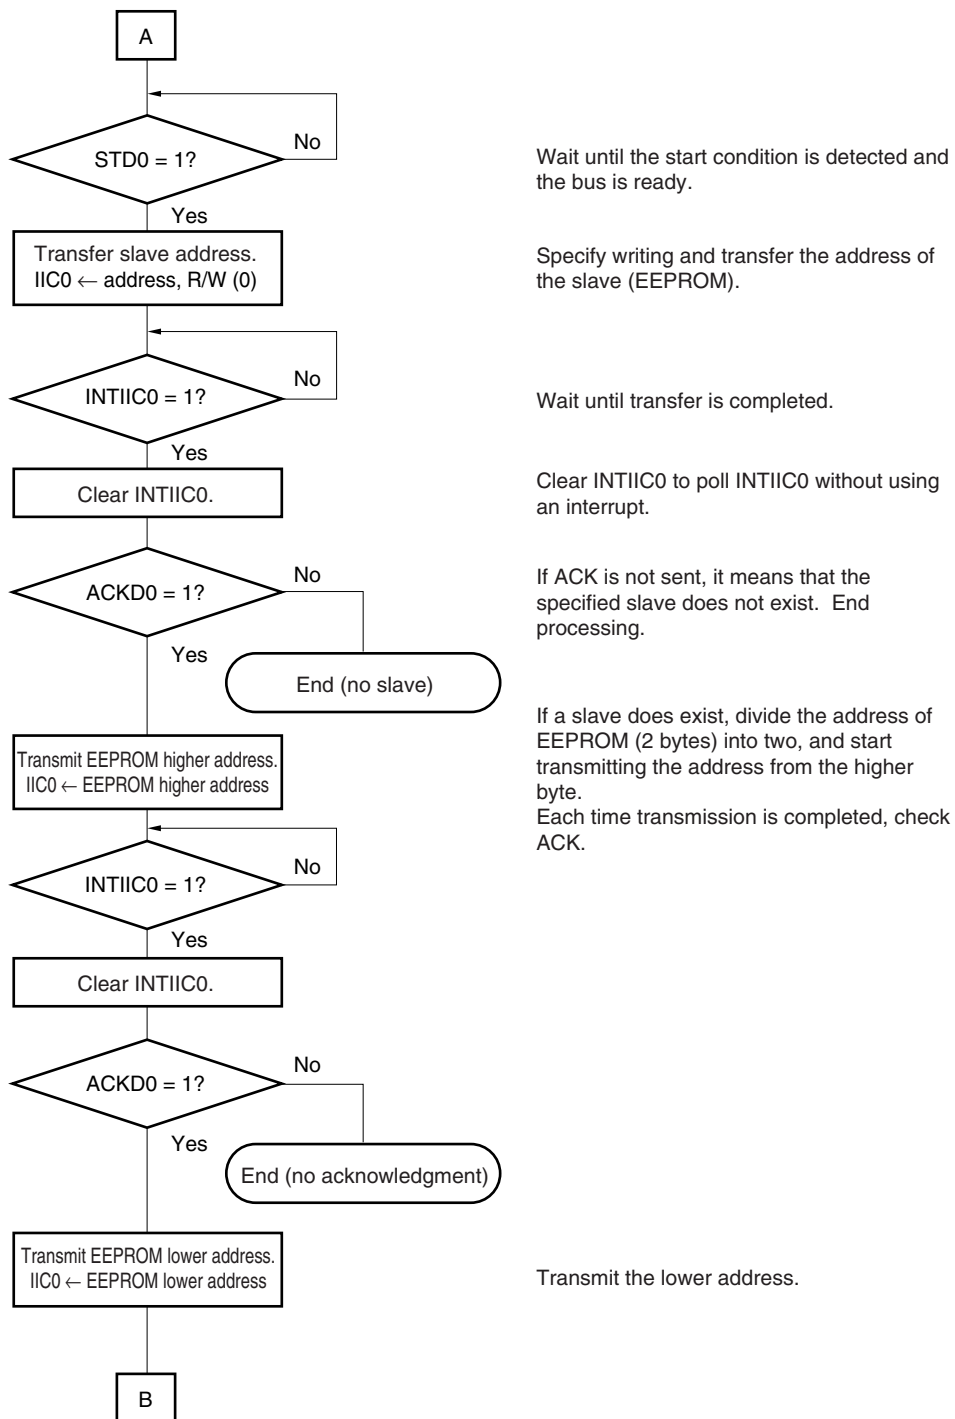 A
No
STD0 = 1?
Wait until the start condition is detected and
the bus is ready.
Yes
Transfer slave address.
IIC0 ← address, R/W (0)
Specify writing and transfer the address of
the slave (EEPROM).
No
INTIIC0 = 1?
Wait until transfer is completed.
Yes
Clear INTIIC0.
Clear INTIIC0 to poll INTIIC0 without using
an interrupt.
No
ACKD0 = 1?
If ACK is not sent, it means that the
specified slave does not exist. End
processing.
Yes
End (no slave)
If a slave does exist, divide the address of
EEPROM (2 bytes) into two, and start
transmitting the address from the higher
byte.
Each time transmission is completed, check
ACK.
Transmit EEPROM higher address.
IIC0 ← EEPROM higher address
No
INTIIC0 = 1?
Yes
Clear INTIIC0.
No
ACKD0 = 1?
Yes
End (no acknowledgment)
Transmit EEPROM lower address.
IIC0 ← EEPROM lower address
Transmit the lower address.
B